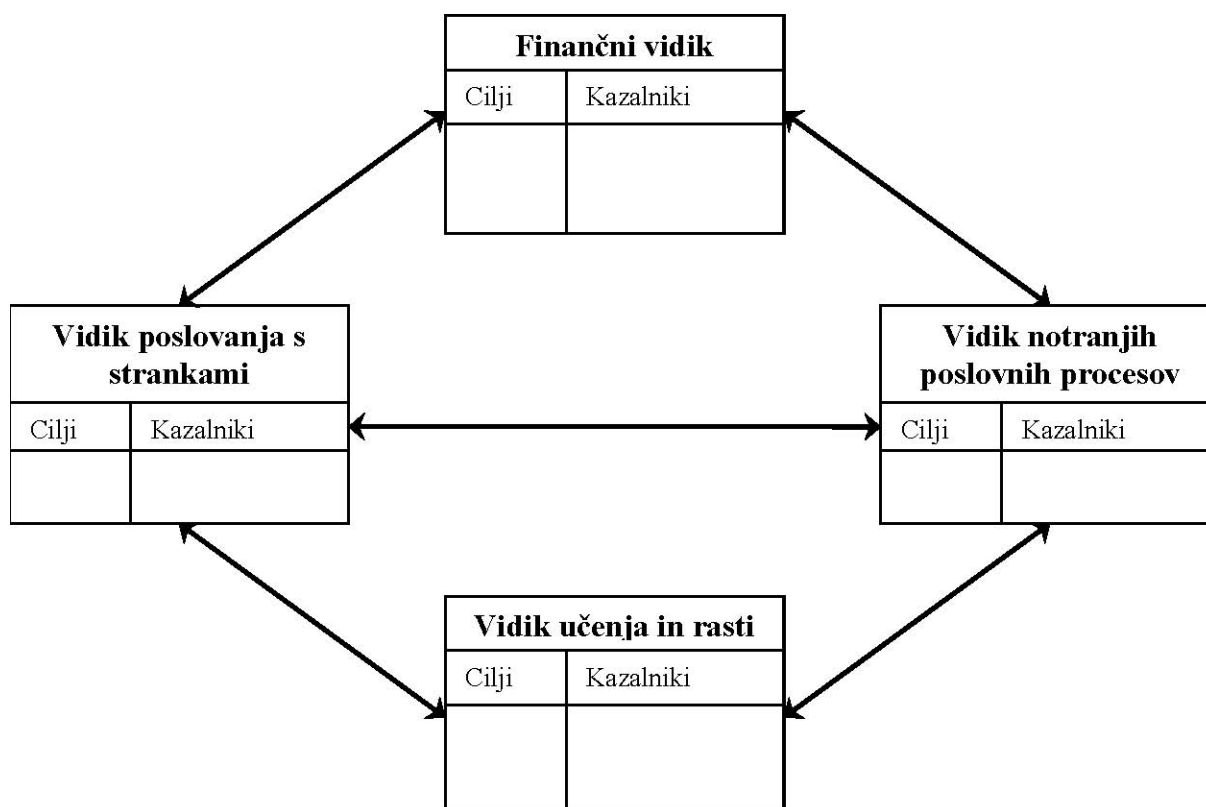 Finančni vidik
Cilji Kazalniki
Vidik poslovanja s
strankami
Cilji Kazalniki
Vidik notranjih
poslovnih procesov
Cilji Kazalniki
Vidik učenja in rasti
Cilji Kazalniki